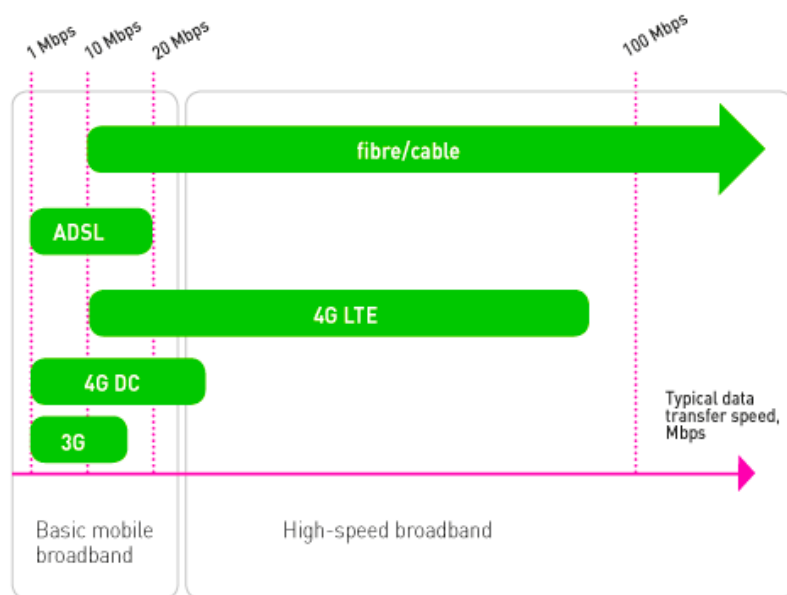 1 Mbps
10 Mbps
20 Mbps
100 Mbps
fibre/cable
ADSL
4G LTE
4G DC
3G
Typical data
transfer speed,
Mbps
Basic mobile
broadband
High-speed broadband